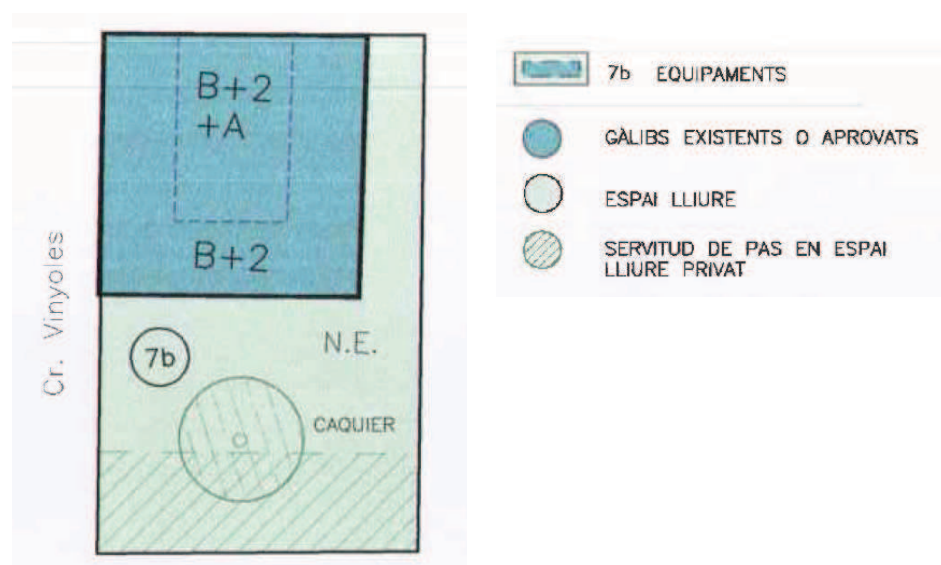 B+2
+A
B+2
Cr. Vinyoles
7b
N.E.
CAQUIER
7b EQUIPAMENTS
GÀLIBS EXISTENTS O APROVATS
ESPAI LLIURE
SERVITUD DE PAS EN ESPAI
LLIURE PRIVAT